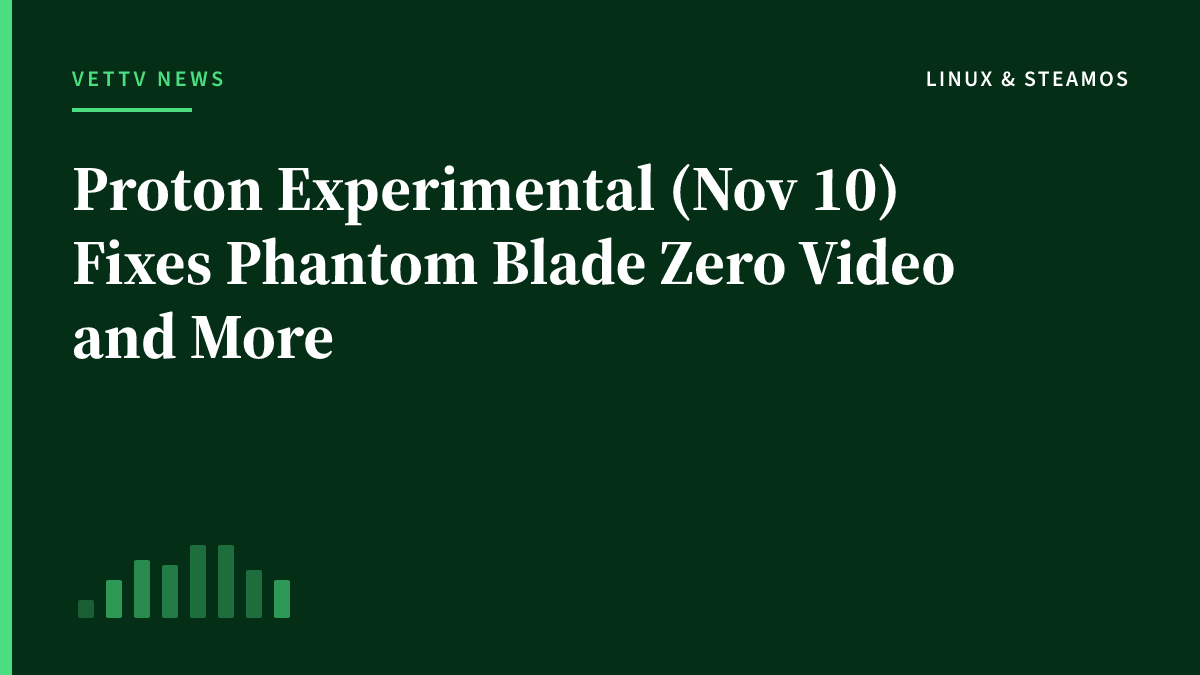 VETTV NEWS
LINUX & STEAMOS
Proton Experimental (Nov 10)
Fixes Phantom Blade Zero Video
and More